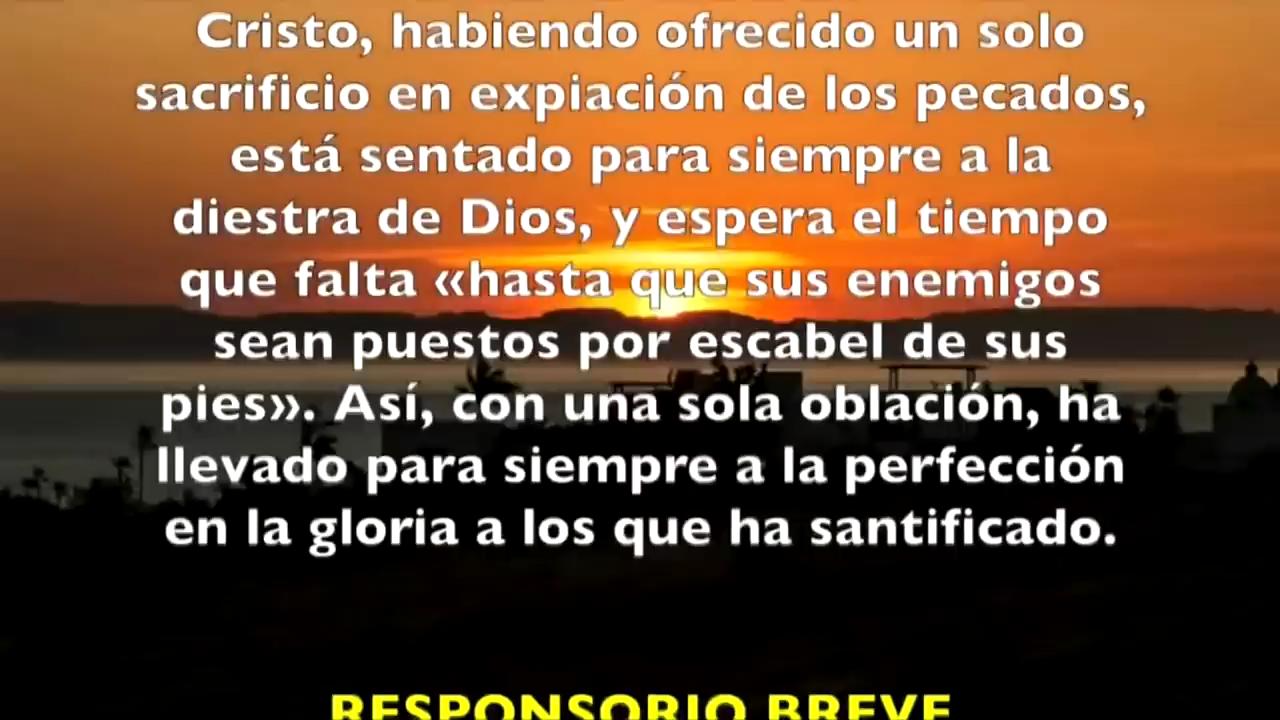 Cristo, habiendo ofrecido un solo
sacrificio en expiación de los pecados,
está sentado para siempre a la
diestra de Dios, y espera el tiempo
que falta «hasta que sus enemigos
sean puestos por escabel de sus
pies». Así, con una sola oblación, ha
llevado para siempre a la perfección
en la gloria a los que ha santificado.
RESPONSORIO BREVE